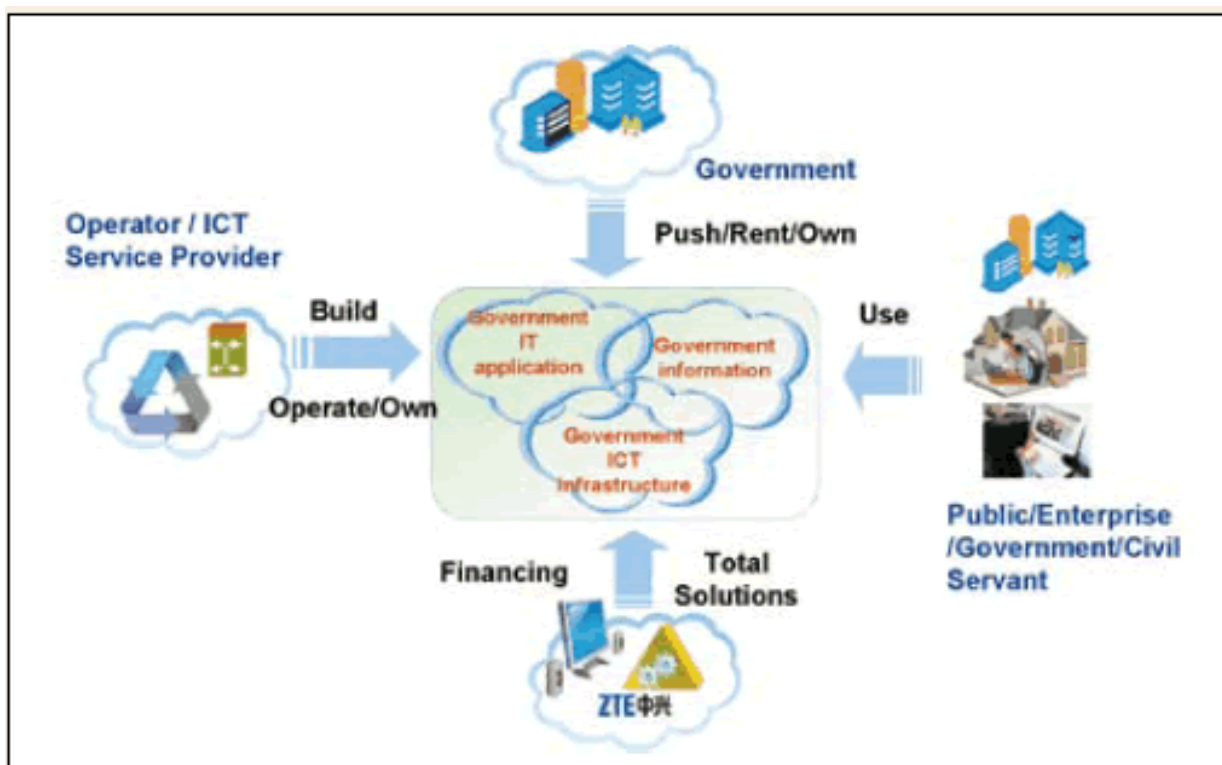 Government
Push/Rent/Own
Operator / ICT
Service Provider
Build
Operate/Own
Government
IT
application
Government
information
Government
ICT
infrastructure
Use
Public/Enterprise
/Government/Civil
Servant
Financing
Total
Solutions
ZTE中兴